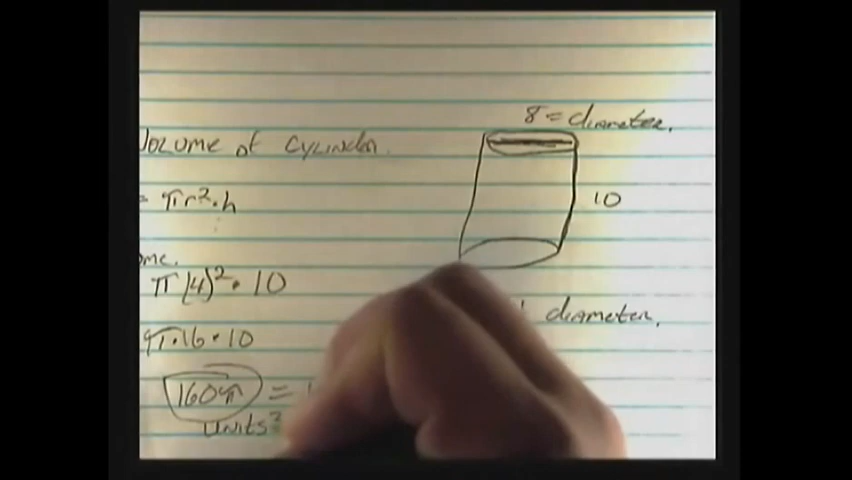 Volume of Cylinder.
= πr²·h
π(4)²·10
π·16·10
160π =
units³
8 = diameter.
10
diameter.